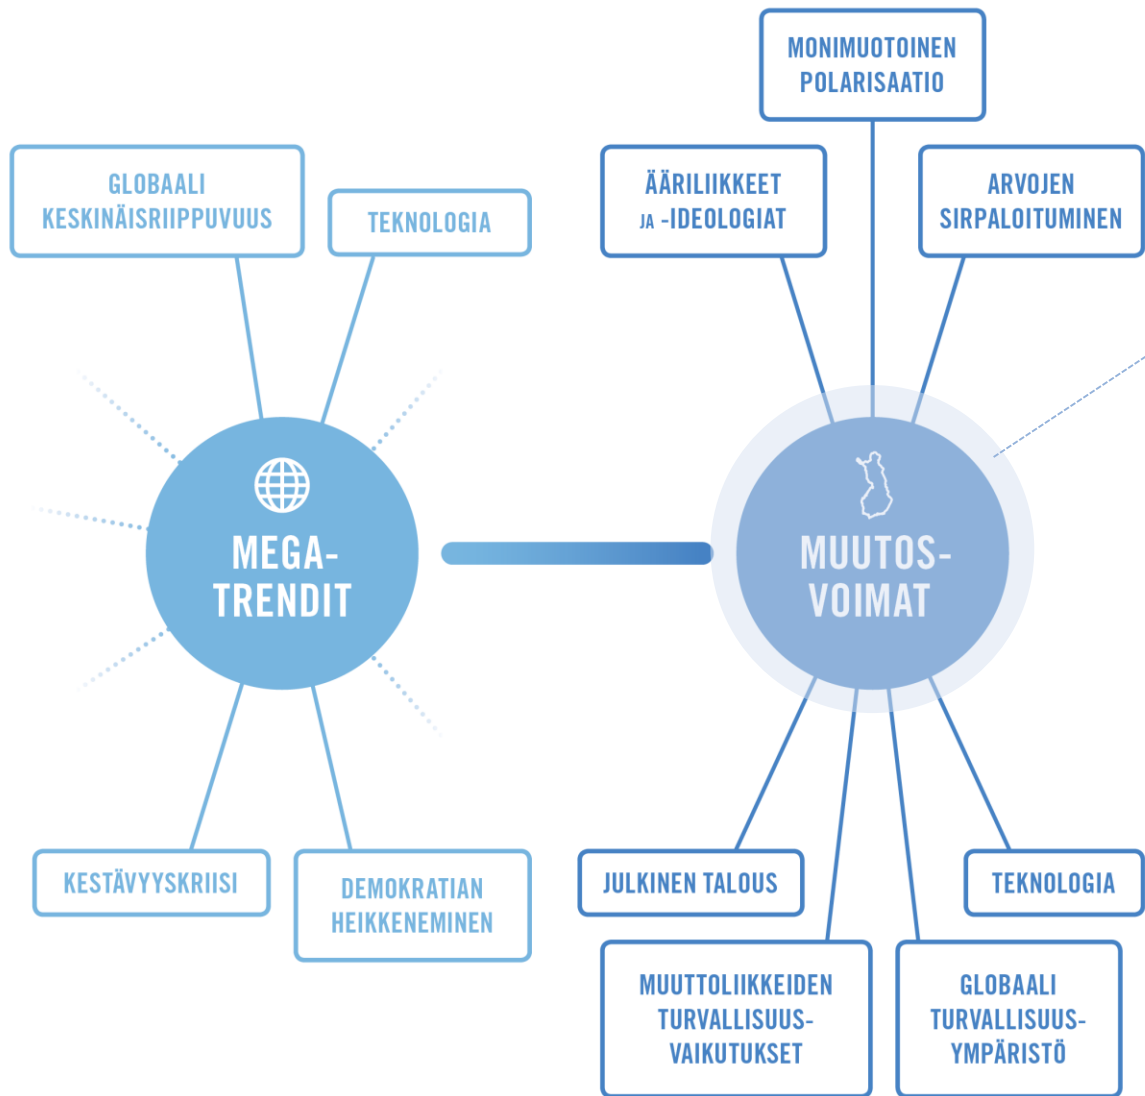 GLOBAALI
KESKINÄISRIIPPUVUUS
TEKNOLOGIA
MEGA-
TRENDIT
KESTÄVYYSKRIISI
DEMOKRATIAN
HEIKKENEMINEN
MONIMUOTOINEN
POLARISAATIO
ÄÄRILIIKKEET
JA -IDEOLOGIAT
ARVOJEN
SIRPALOITUMINEN
MUUTOS-
VOIMAT
JULKINEN TALOUS
TEKNOLOGIA
MUUTTOLIIKKEIDEN
TURVALLISUUS-
VAIKUTUKSET
GLOBAALI
TURVALLISUUS-
YMPÄRISTÖ